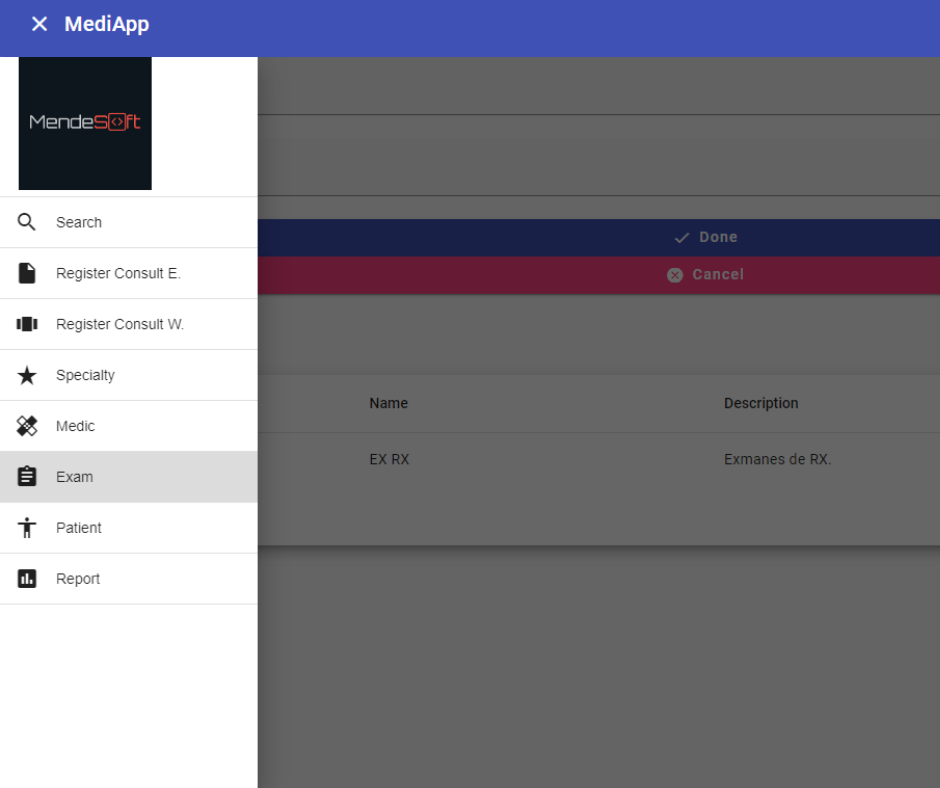 MediApp
MendeS<>ft
Search
Register Consult E.
Register Consult W.
Specialty
Medic
Exam
Patient
Report
Done
Cancel
Name Description
EX RX Exmanes de RX.